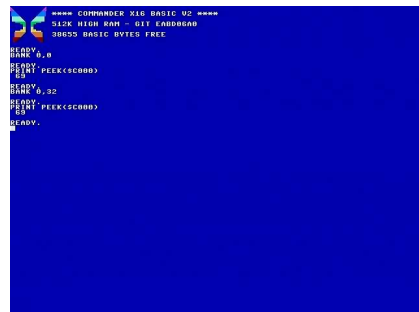 **** COMMANDER X16 BASIC V2 ****
512K HIGH RAM - GIT EABD06A0
38655 BASIC BYTES FREE
READY.
BANK 0,0
READY.
PRINT PEEK($C000)
69
READY.
BANK 0,32
READY.
PRINT PEEK($C000)
69
READY.